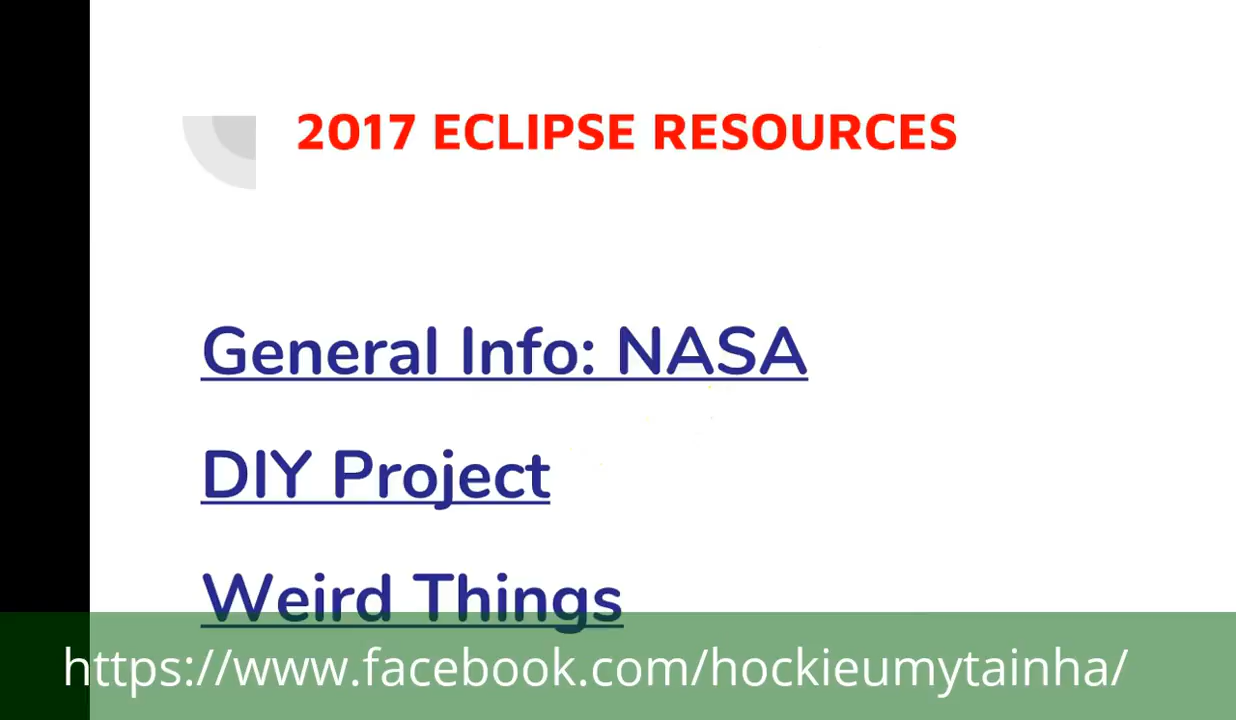 2017 ECLIPSE RESOURCES
General Info: NASA
DIY Project
Weird Things
https://www.facebook.com/hockieumytainha/